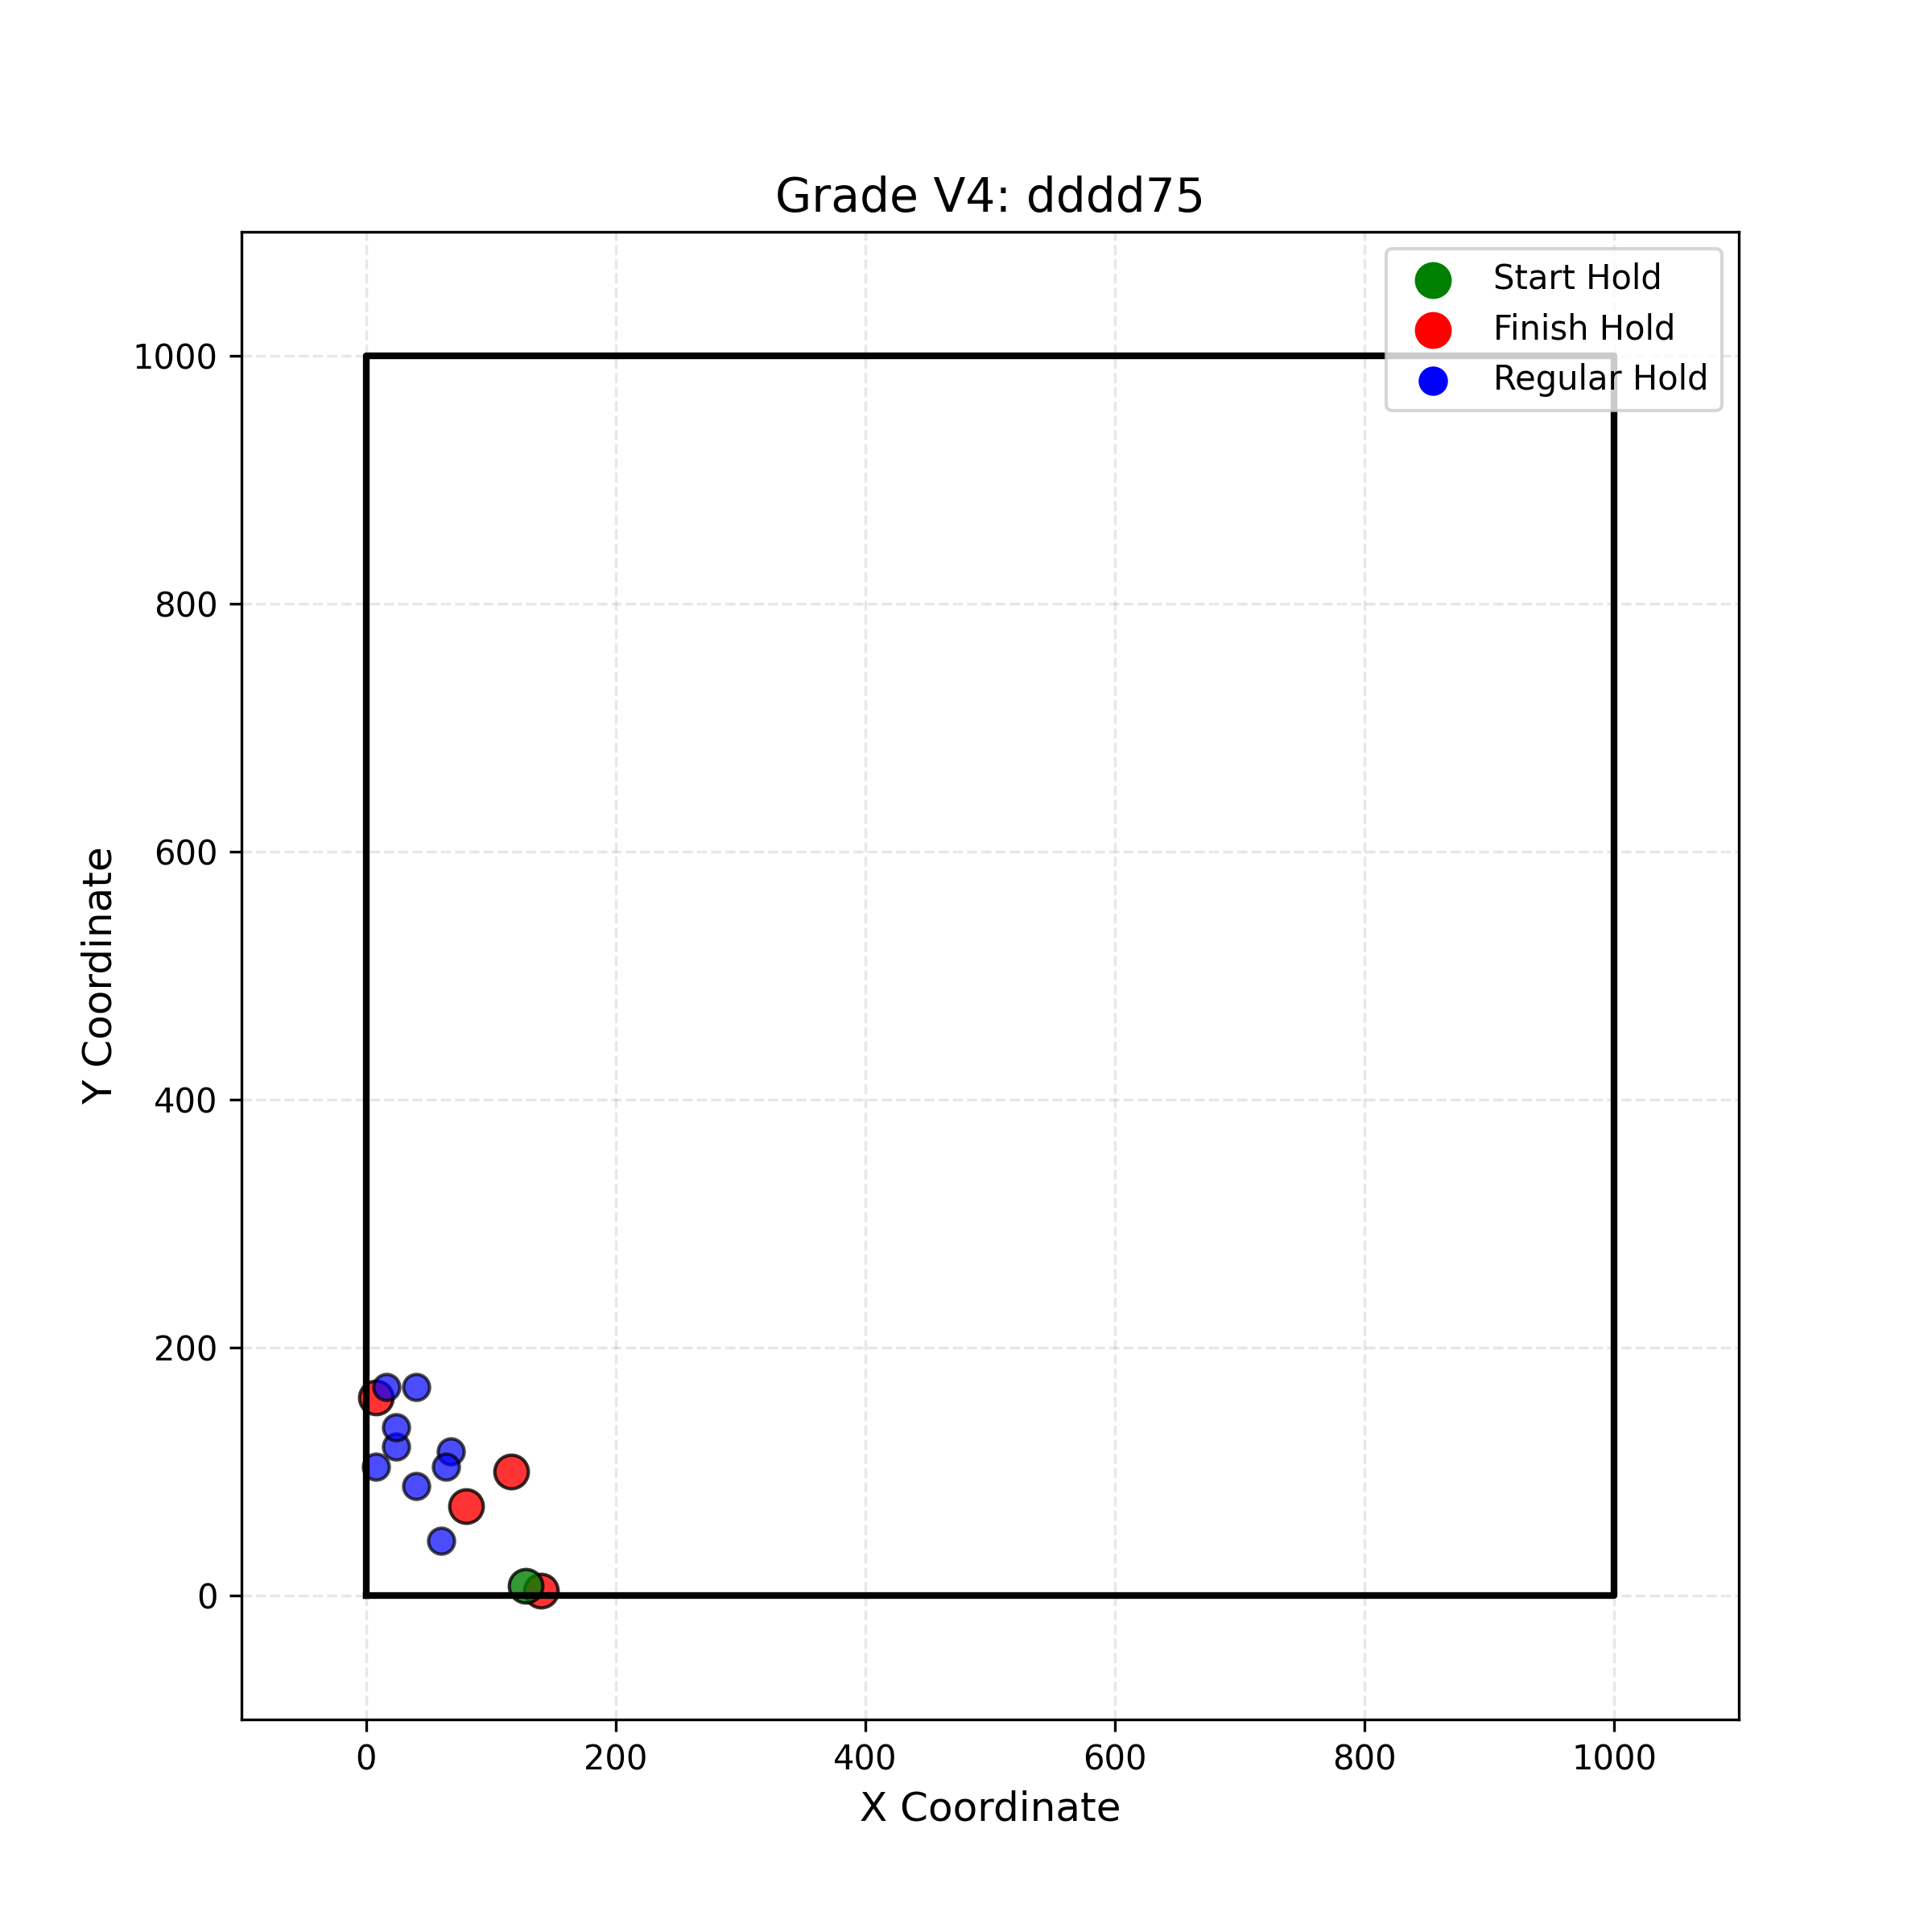 Grade V4: dddd75
Start Hold
Finish Hold
Regular Hold
1000
800
600
400
200
0
Y Coordinate
0 200 400 600 800 1000
X Coordinate